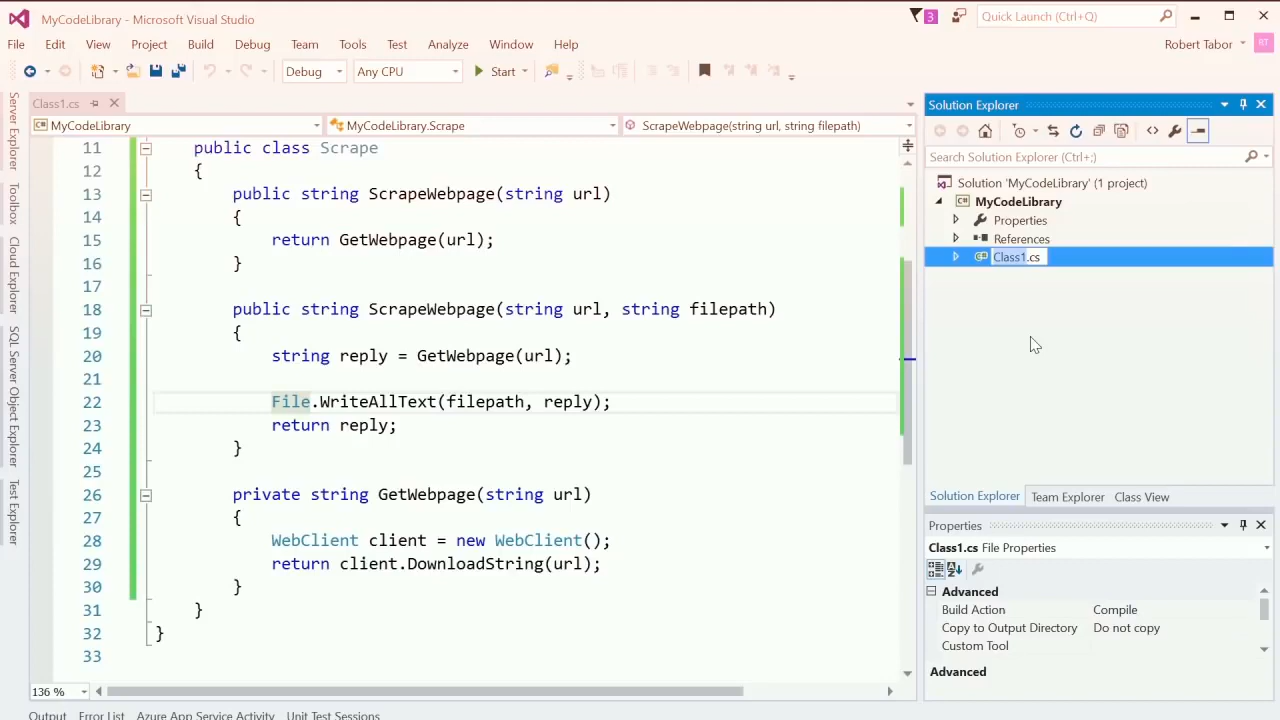 MyCodeLibrary - Microsoft Visual Studio
3
Quick Launch (Ctrl+Q)
File Edit View Project Build Debug Team Tools Test Analyze Window Help
Robert Tabor
RT
Debug
Any CPU
Start
Server Explorer
Toolbox
Cloud Explorer
SQL Server Object Explorer
Test Explorer
Class1.cs
MyCodeLibrary
MyCodeLibrary.Scrape
ScrapeWebpage(string url, string filepath)
11 public class Scrape
12 {
13 public string ScrapeWebpage(string url)
14 {
15 return GetWebpage(url);
16 }
17
18 public string ScrapeWebpage(string url, string filepath)
19 {
20 string reply = GetWebpage(url);
21
22 File.WriteAllText(filepath, reply);
23 return reply;
24 }
25
26 private string GetWebpage(string url)
27 {
28 WebClient client = new WebClient();
29 return client.DownloadString(url);
30 }
31 }
32 }
33
136 %
Solution Explorer
Search Solution Explorer (Ctrl+;)
Solution 'MyCodeLibrary' (1 project)
MyCodeLibrary
Properties
References
Class1.cs
Solution Explorer Team Explorer Class View
Properties
Class1.cs File Properties
Advanced
Build Action Compile
Copy to Output Directory Do not copy
Custom Tool
Advanced
Output Error List Azure App Service Activity Unit Test Sessions